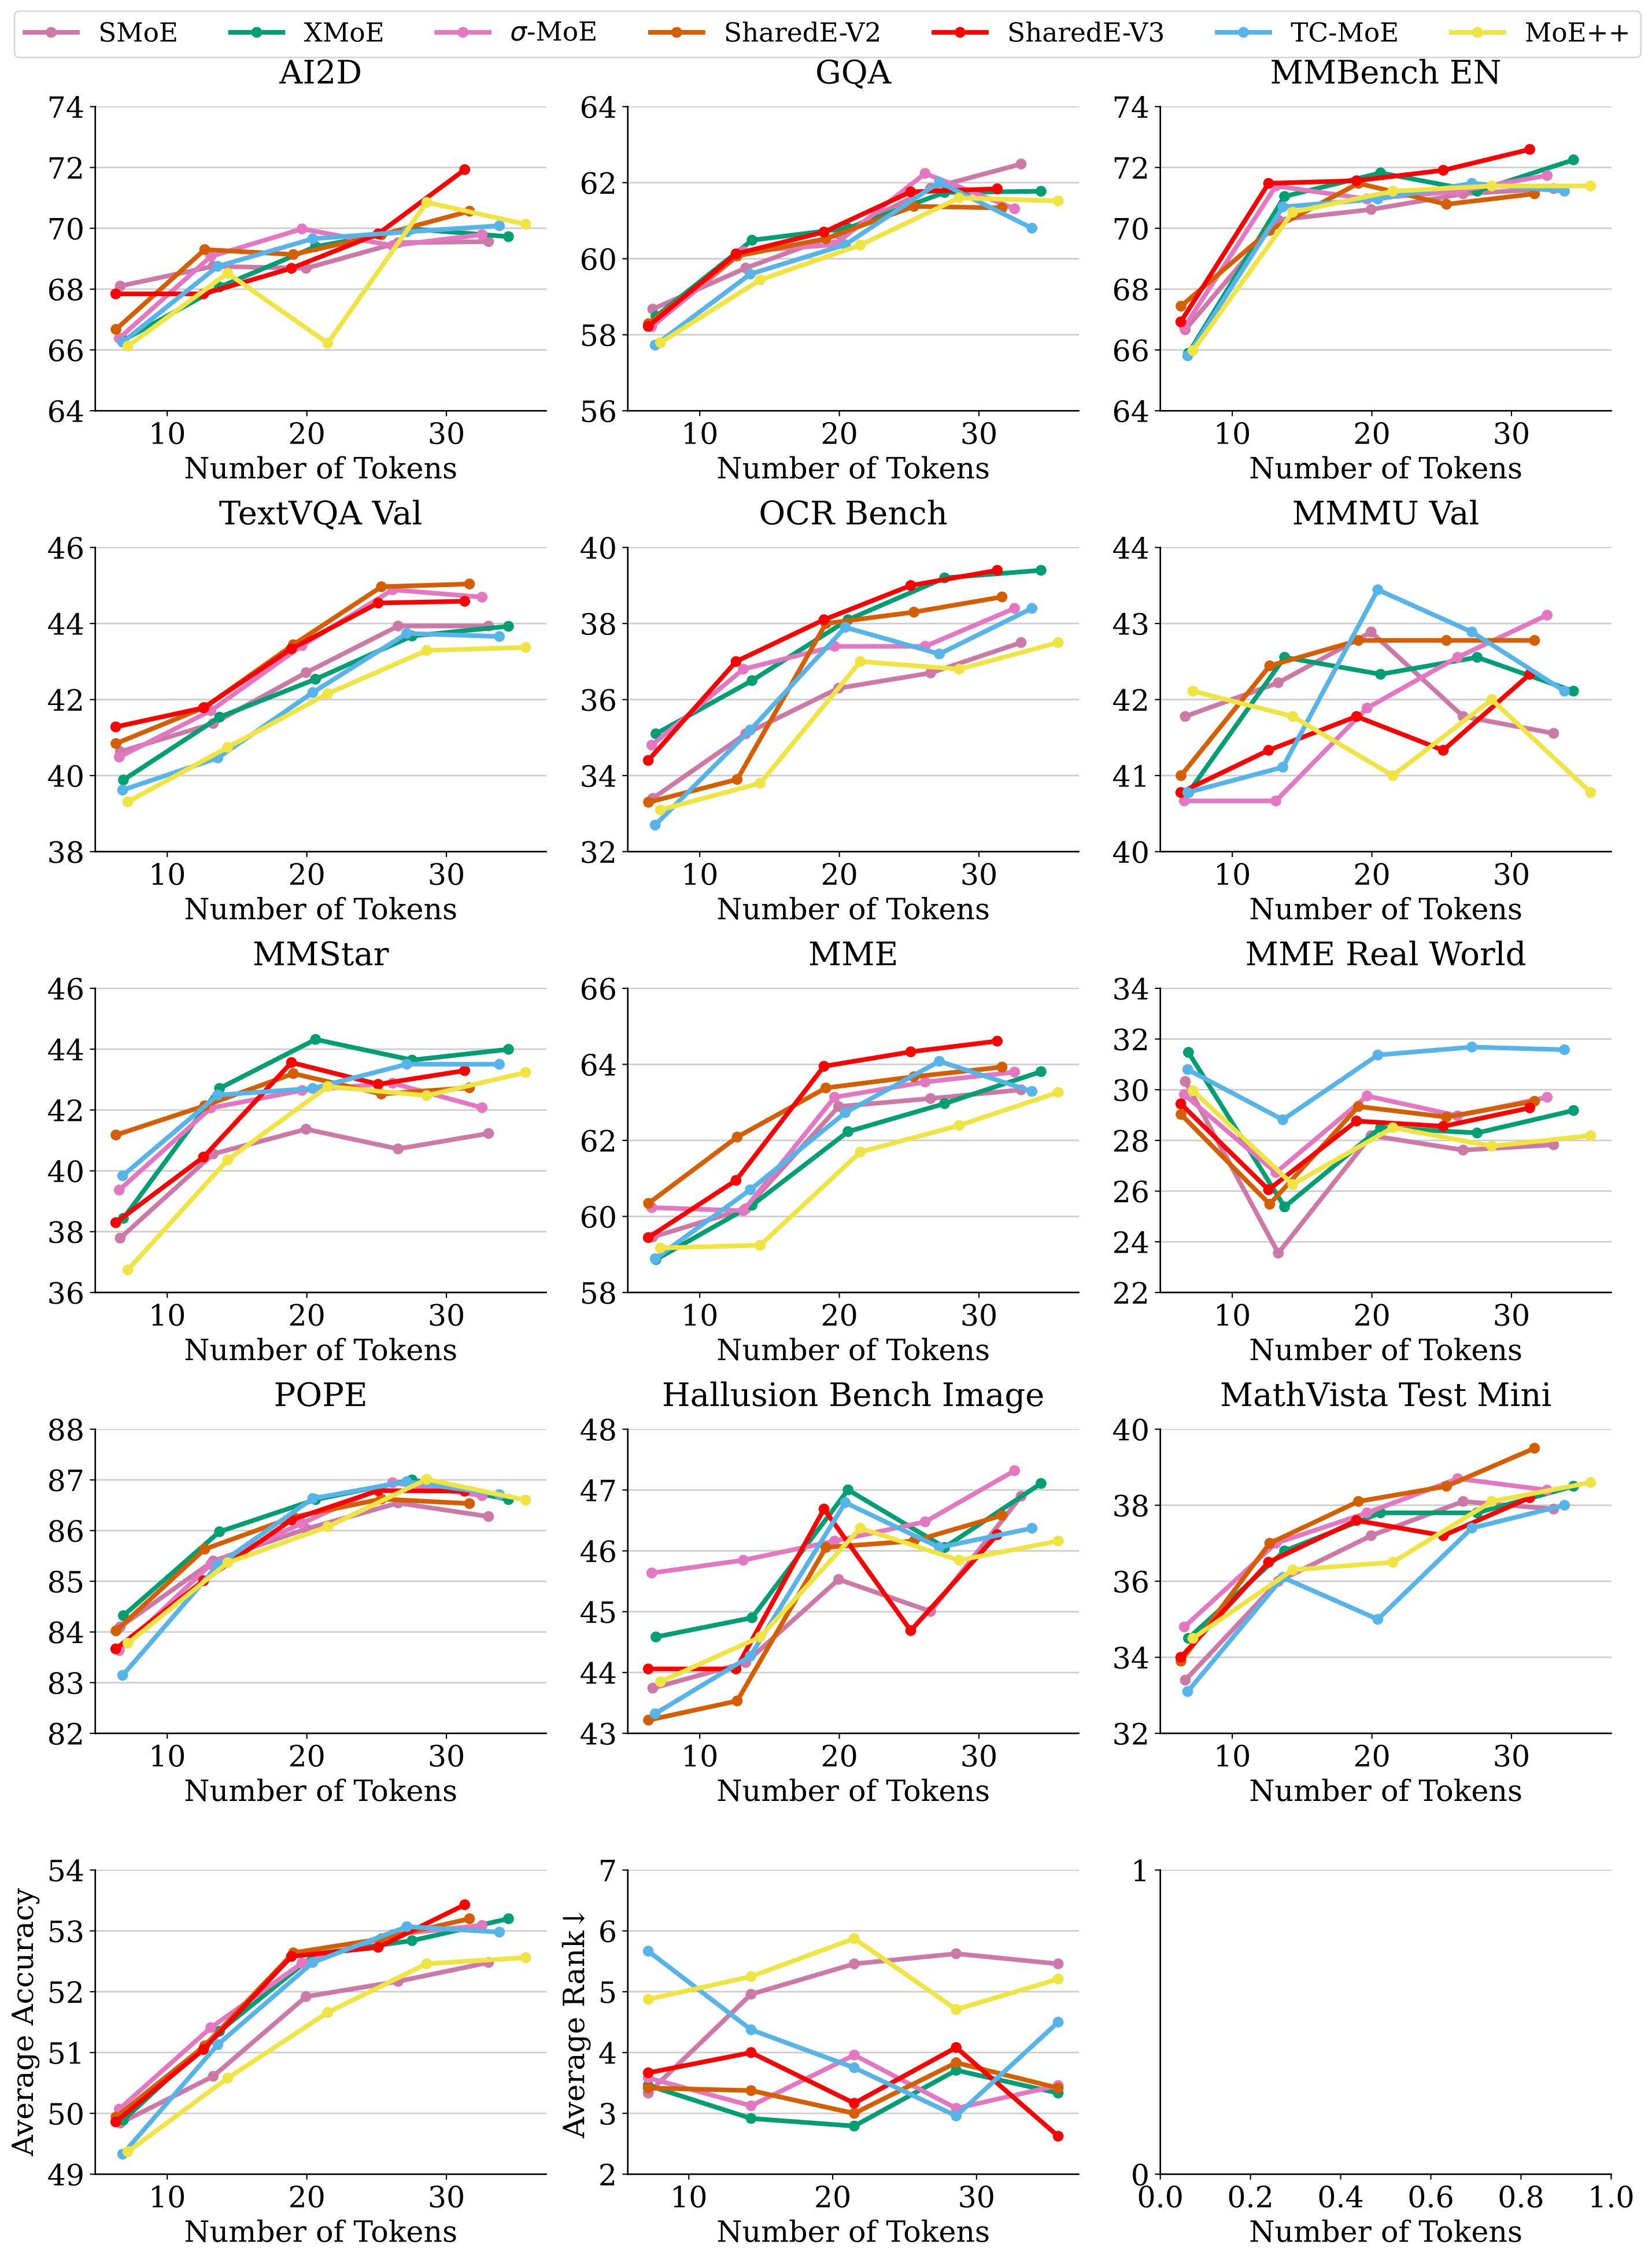 SMoE XMoE σ-MoE SharedE-V2 SharedE-V3 TC-MoE MoE++
AI2D GQA MMBench EN
74 72 70 68 66 64
10 20 30
Number of Tokens
64 62 60 58 56
10 20 30
Number of Tokens
74 72 70 68 66 64
10 20 30
Number of Tokens
TextVQA Val OCR Bench MMMU Val
46 44 42 40 38
10 20 30
Number of Tokens
40 38 36 34 32
10 20 30
Number of Tokens
44 43 42 41 40
10 20 30
Number of Tokens
MMStar MME MME Real World
46 44 42 40 38 36
10 20 30
Number of Tokens
66 64 62 60 58
10 20 30
Number of Tokens
34 32 30 28 26 24 22
10 20 30
Number of Tokens
POPE Hallusion Bench Image MathVista Test Mini
88 87 86 85 84 83 82
10 20 30
Number of Tokens
48 47 46 45 44 43
10 20 30
Number of Tokens
40 38 36 34 32
10 20 30
Number of Tokens
Average Accuracy
54 53 52 51 50 49
10 20 30
Number of Tokens
Average Rank↓
7 6 5 4 3 2
10 20 30
Number of Tokens
1 0
0.0 0.2 0.4 0.6 0.8 1.0
Number of Tokens